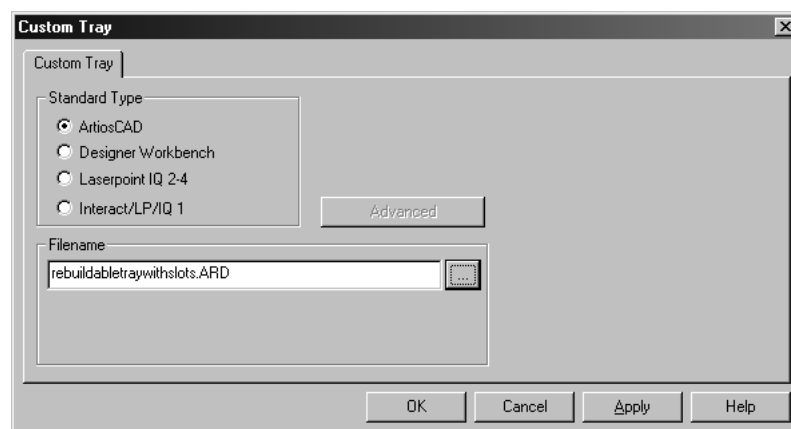 Custom Tray
Custom Tray
Standard Type
ArtiosCAD
Designer Workbench
Laserpoint IQ 2-4
Interact/LP/IQ 1
Advanced
Filename
rebuildabletraywithslots.ARD
...
OK Cancel Apply Help